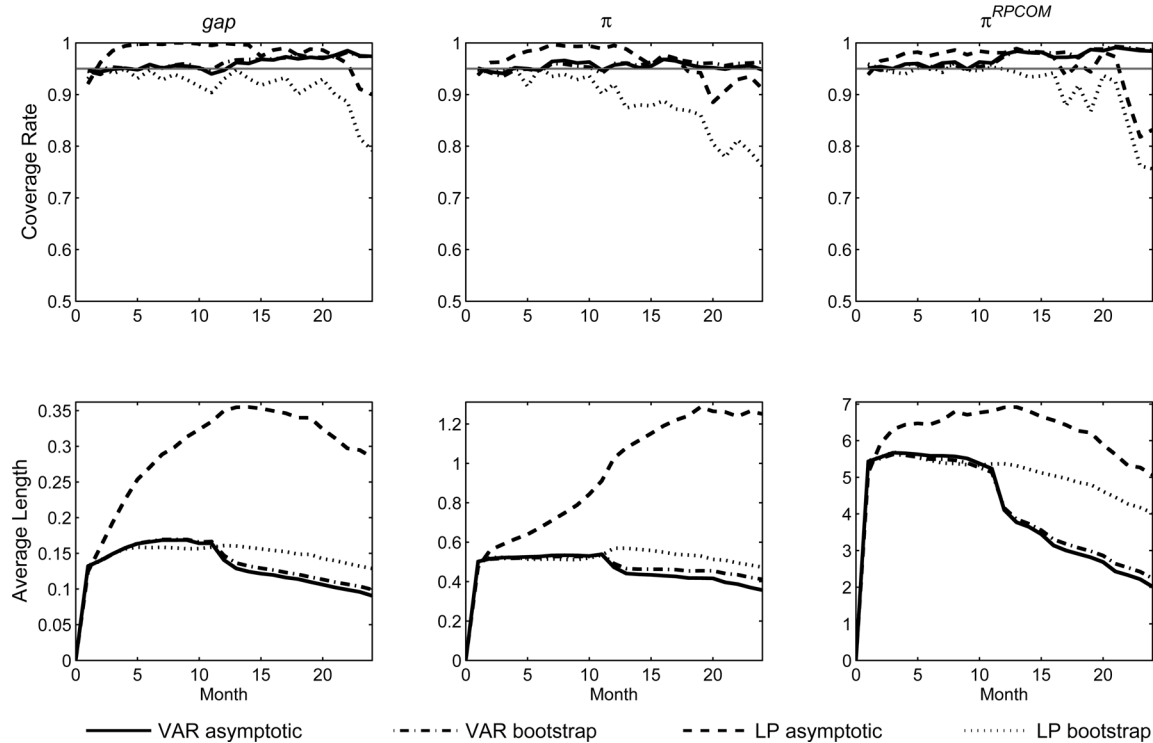 gap π π^RPCOM
Coverage Rate
1 0.9 0.8 0.7 0.6 0.5
0 5 10 15 20
1 0.9 0.8 0.7 0.6 0.5
0 5 10 15 20
1 0.9 0.8 0.7 0.6 0.5
0 5 10 15 20
Average Length
0.35 0.3 0.25 0.2 0.15 0.1 0.05 0
0 5 10 15 20
Month
1.2 1 0.8 0.6 0.4 0.2 0
0 5 10 15 20
Month
7 6 5 4 3 2 1 0
0 5 10 15 20
Month
VAR asymptotic VAR bootstrap LP asymptotic LP bootstrap